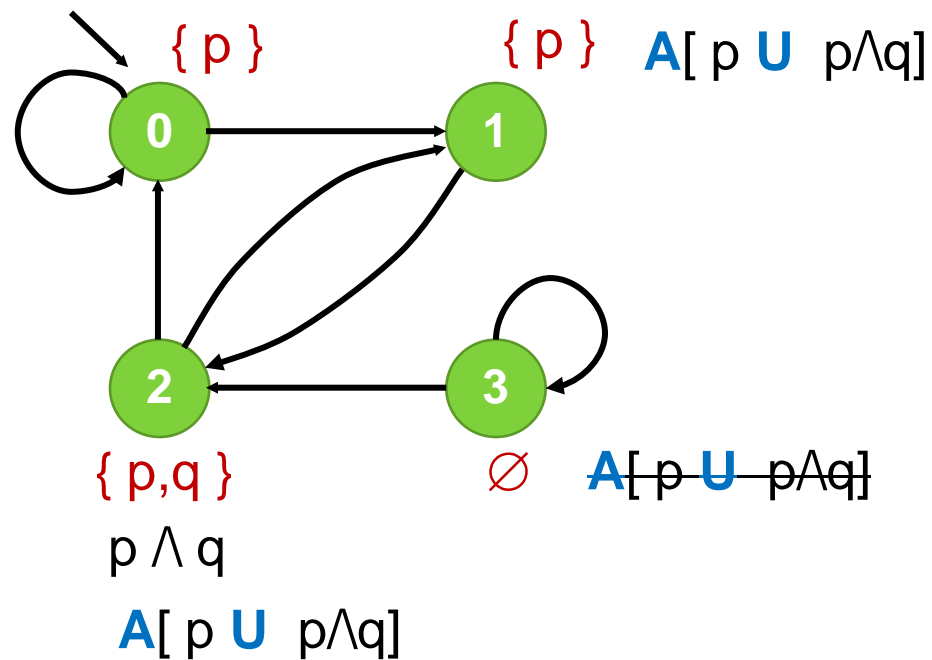 { p }
{ p }
A[ p U p/\q]
0
1
2
3
{ p,q }
∅
A[ p U p/\q]
p /\ q
A[ p U p/\q]